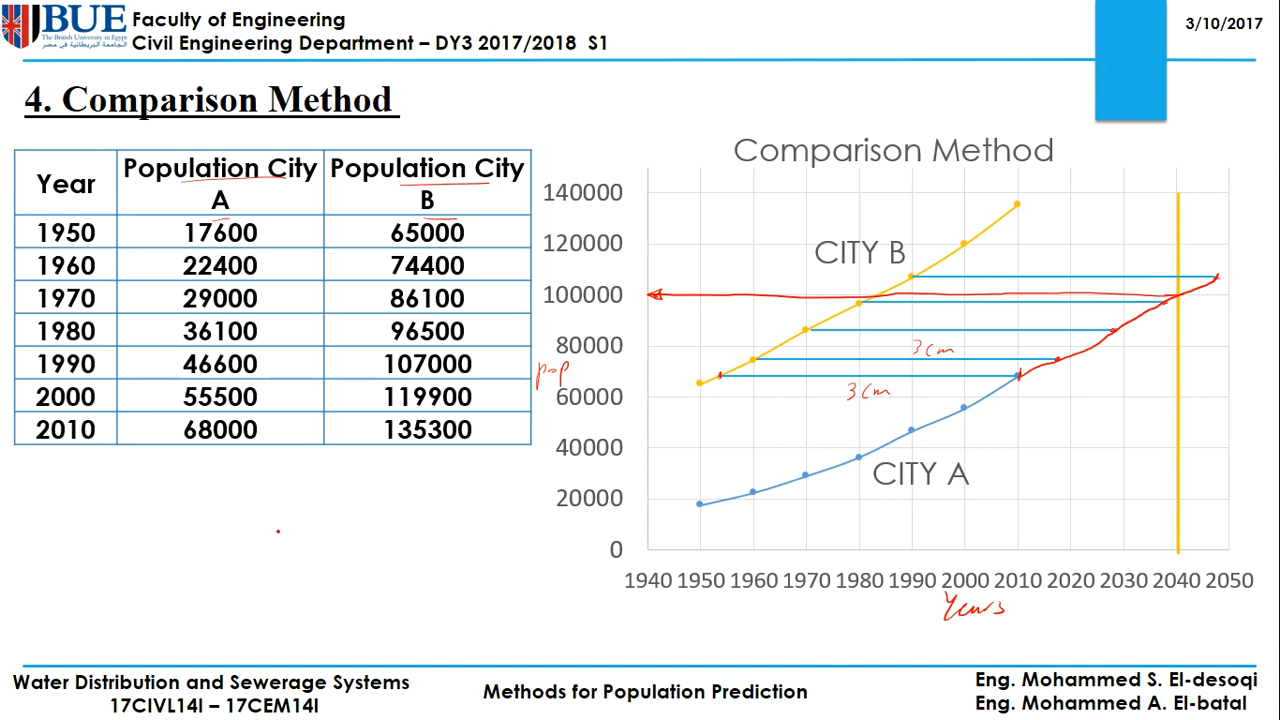 BUE
The British University in Egypt
الجامعة البريطانية في مصر
Faculty of Engineering
Civil Engineering Department – DY3 2017/2018 S1
3/10/2017
4. Comparison Method
Year Population City A Population City B
1950 17600 65000
1960 22400 74400
1970 29000 86100
1980 36100 96500
1990 46600 107000
2000 55500 119900
2010 68000 135300
Comparison Method
140000
120000
100000
80000
60000
40000
20000
0
pop
CITY B
3 cm
3 cm
CITY A
1940 1950 1960 1970 1980 1990 2000 2010 2020 2030 2040 2050
Years
Water Distribution and Sewerage Systems
17CIVL14I – 17CEM14I
Methods for Population Prediction
Eng. Mohammed S. El-desoqi
Eng. Mohammed A. El-batal